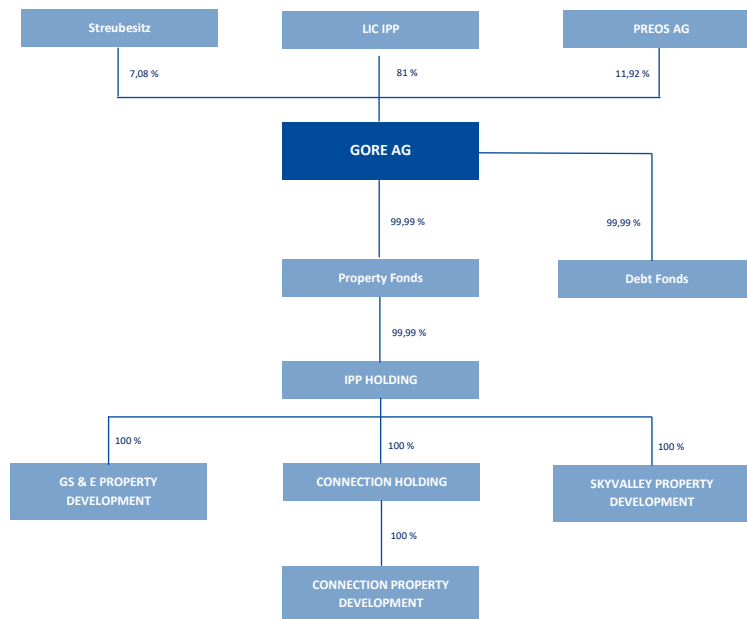 Streubesitz
LIC IPP
PREOS AG
7,08 %
81 %
11,92 %
GORE AG
99,99 %
99,99 %
Property Fonds
Debt Fonds
99,99 %
IPP HOLDING
100 %
100 %
100 %
GS & E PROPERTY
DEVELOPMENT
CONNECTION HOLDING
SKYVALLEY PROPERTY
DEVELOPMENT
100 %
CONNECTION PROPERTY
DEVELOPMENT